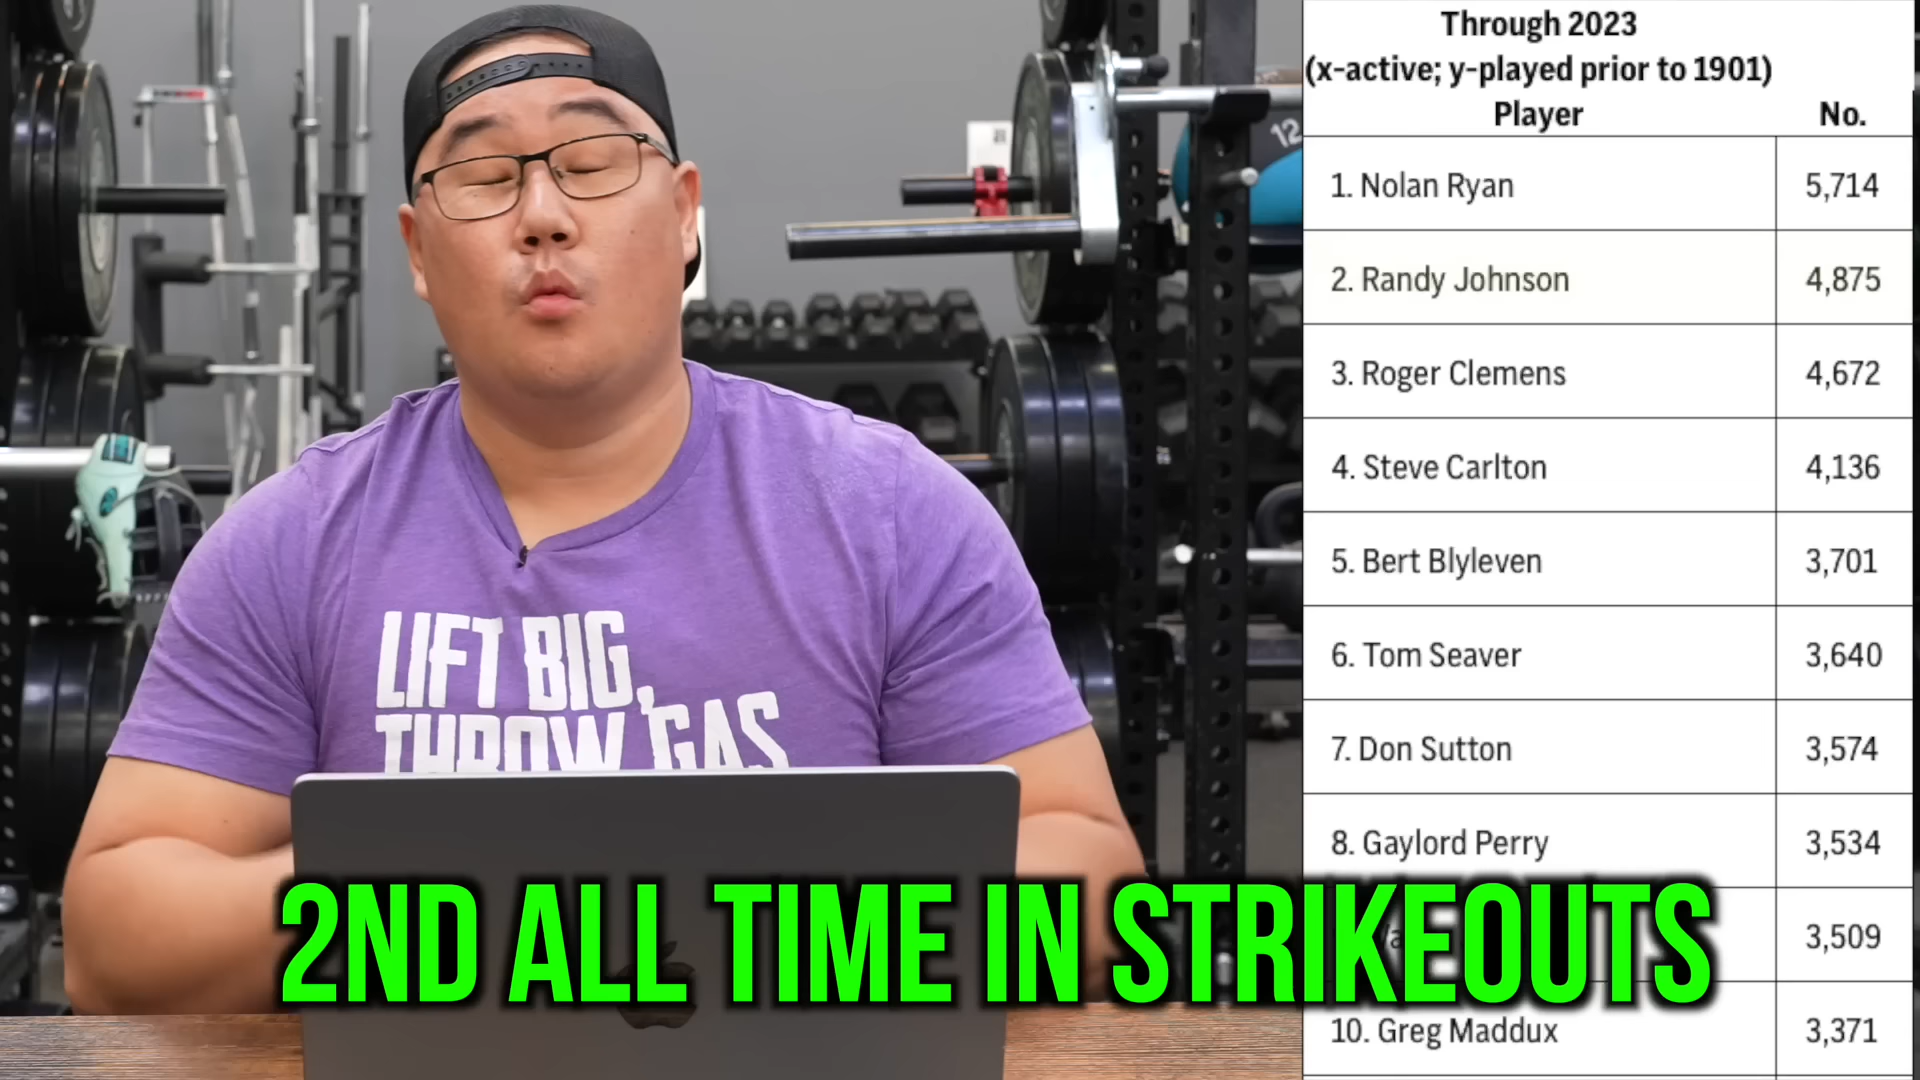 Through 2023
(x-active; y-played prior to 1901)
Player No.
1. Nolan Ryan 5,714
2. Randy Johnson 4,875
3. Roger Clemens 4,672
4. Steve Carlton 4,136
5. Bert Blyleven 3,701
6. Tom Seaver 3,640
7. Don Sutton 3,574
8. Gaylord Perry 3,534
3,509
10. Greg Maddux 3,371
12
LIFT BIG,
THROW GAS
2ND ALL TIME IN STRIKEOUTS